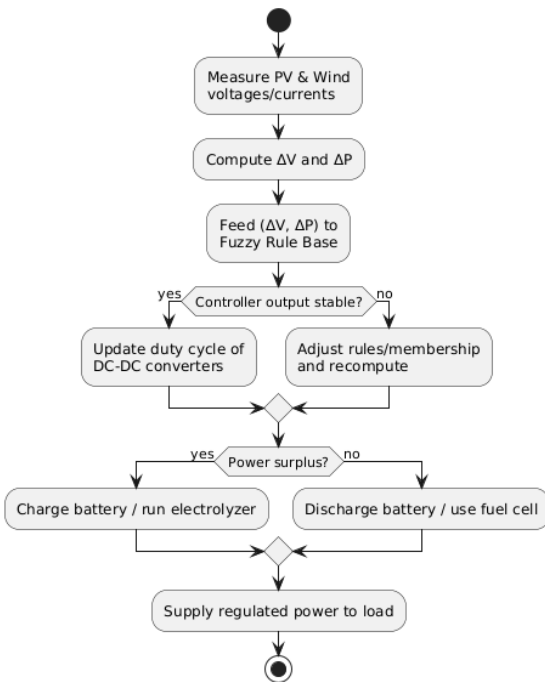 Measure PV & Wind
voltages/currents
Compute ΔV and ΔP
Feed (ΔV, ΔP) to
Fuzzy Rule Base
yes
Controller output stable?
no
Update duty cycle of
DC-DC converters
Adjust rules/membership
and recompute
yes
Power surplus?
no
Charge battery / run electrolyzer
Discharge battery / use fuel cell
Supply regulated power to load